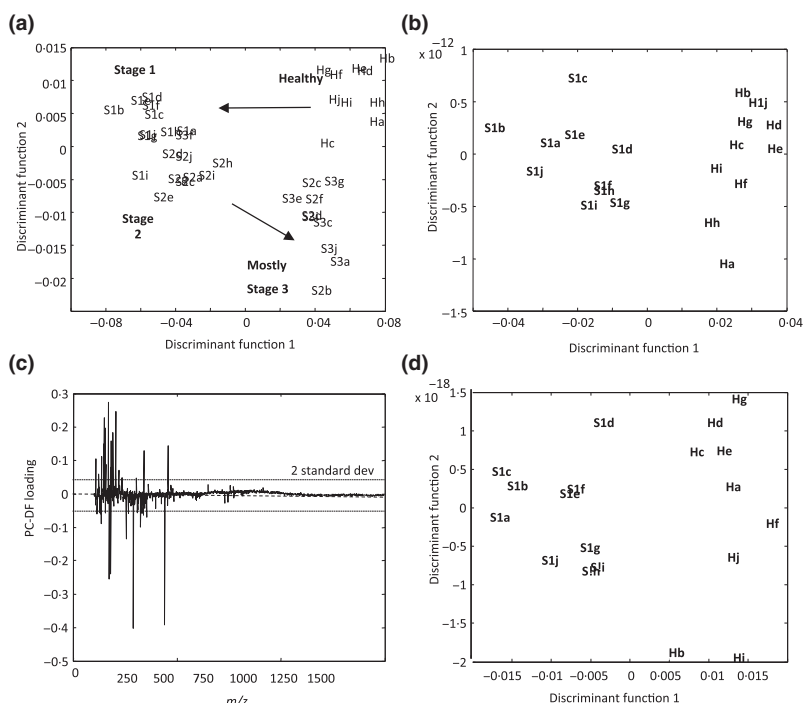 (a)
0·015
0·01
0·005
0
−0·005
−0·01
−0·015
−0·02
Discriminant function 2
Stage 1
Healthy
Hb
Hg
He
Hd
Hf
Hj
Hi
Hh
Ha
Hc
S1d
S1f
S1b
S1c
S1a
S3f
S2d
S2j
S2h
S1i
S2a
S2i
S2c
S2e
S2c
S3g
S3e
S2f
S3c
S3j
S3a
S2b
Stage
2
Mostly
Stage 3
−0·08
−0·04
0
0·04
0·08
Discriminant function 1
(b)
x 10 −12
1
0·5
0
−0·5
−1
−1·5
Discriminant function 2
S1c
S1b
S1a
S1k
S1d
S1j
S1f
S1h
S1i
S1g
Hb
H1j
Hg
Hd
Hc
He
Hi
Hf
Hh
Ha
−0·04
−0·02
0
0·02
0·04
Discriminant function 1
(c)
0·3
0·2
0·1
0
−0·1
−0·2
−0·3
−0·4
−0·5
PC-DF loading
2 standard dev
0
250
500
750
1250
1500
m/z
(d)
x 10 −18
1·5
1
0·5
0
−0·5
−1
−18
−2
Discriminant function 2
Hg
S1d
Hd
Hc
He
S1c
S1b
S1f
S1e
Ha
S1a
Hf
S1g
S1j
Hj
Hb
Hi
−0·015
−0·01
−0·005
0
0·005
0·01
0·015
Discriminant function 1